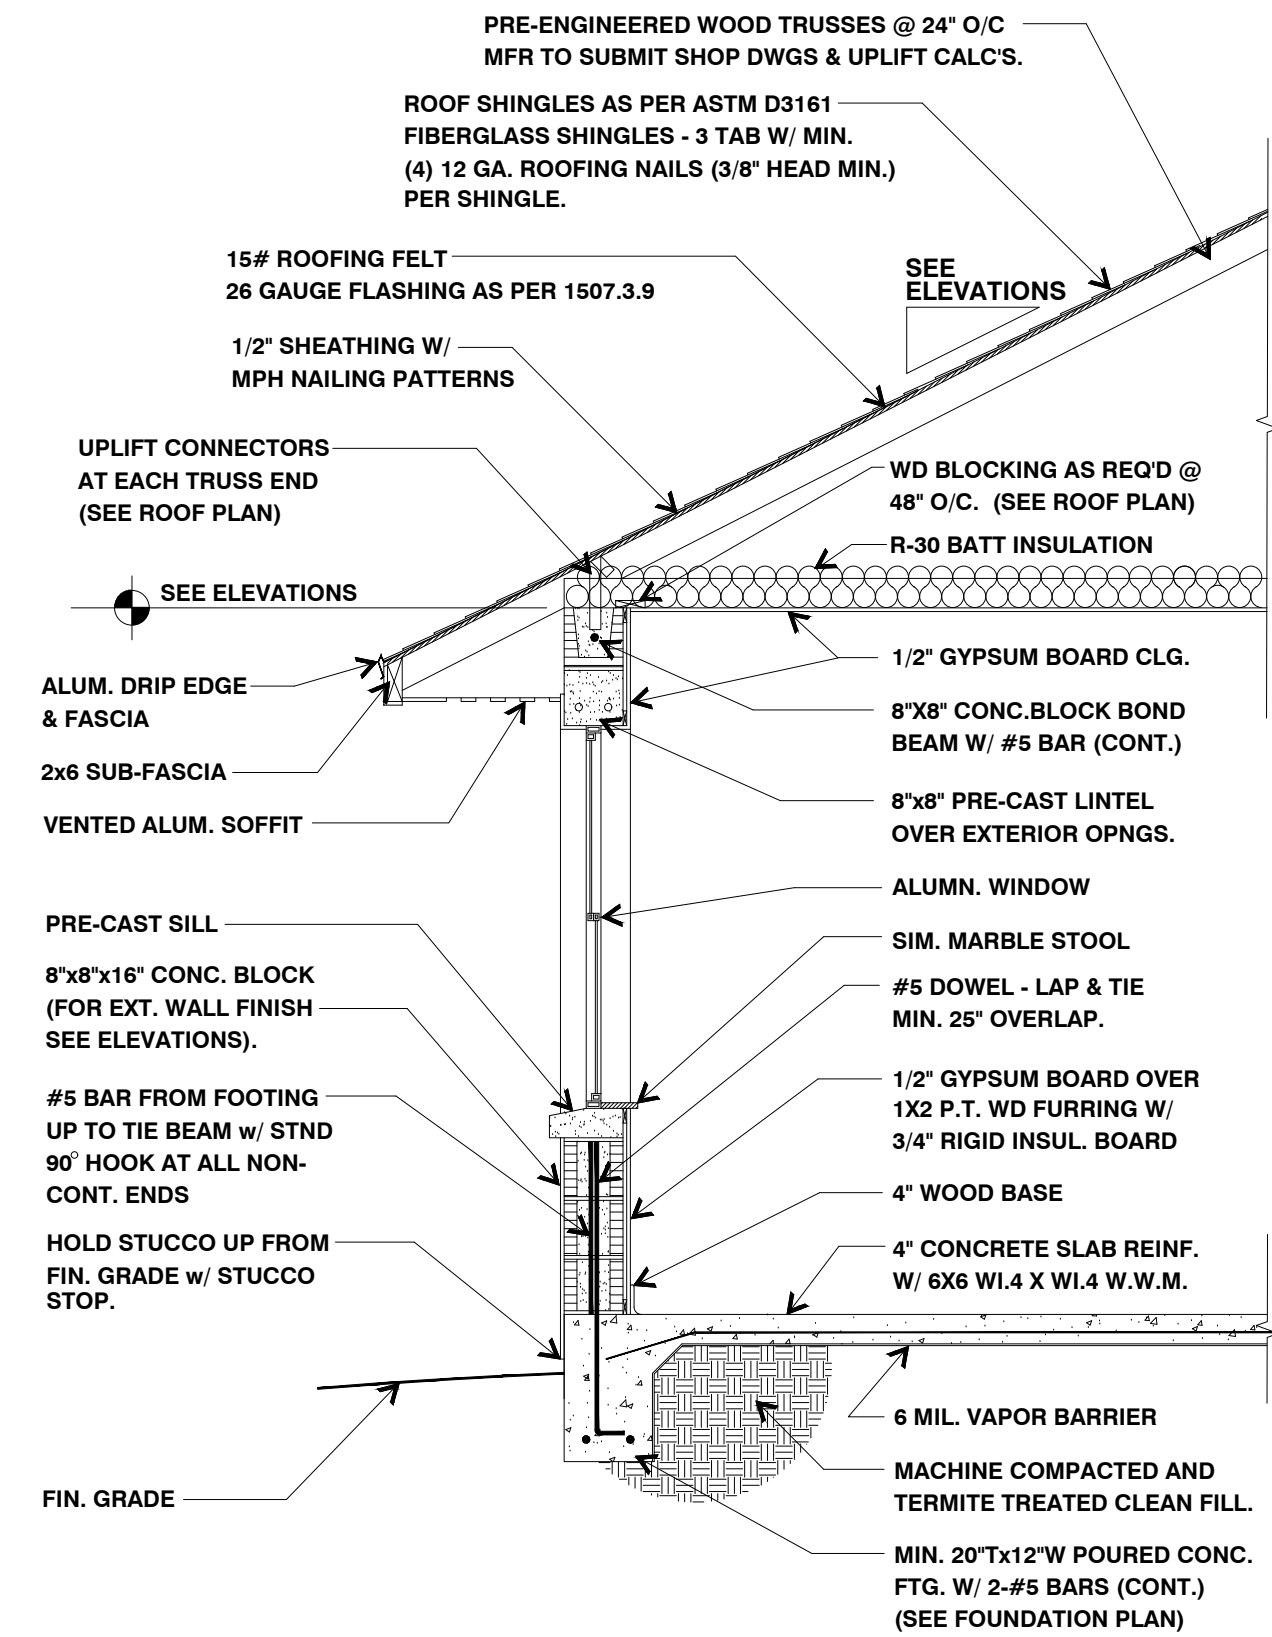 PRE-ENGINEERED WOOD TRUSSES @ 24" O/C
MFR TO SUBMIT SHOP DWGS & UPLIFT CALC'S.
ROOF SHINGLES AS PER ASTM D3161
FIBERGLASS SHINGLES - 3 TAB W/ MIN.
(4) 12 GA. ROOFING NAILS (3/8" HEAD MIN.)
PER SHINGLE.
15# ROOFING FELT
26 GAUGE FLASHING AS PER 1507.3.9
SEE
ELEVATIONS
1/2" SHEATHING W/
MPH NAILING PATTERNS
UPLIFT CONNECTORS
AT EACH TRUSS END
(SEE ROOF PLAN)
WD BLOCKING AS REQ'D @
48" O/C. (SEE ROOF PLAN)
R-30 BATT INSULATION
SEE ELEVATIONS
1/2" GYPSUM BOARD CLG.
ALUM. DRIP EDGE
& FASCIA
8"X8" CONC.BLOCK BOND
BEAM W/ #5 BAR (CONT.)
2x6 SUB-FASCIA
VENTED ALUM. SOFFIT
8"x8" PRE-CAST LINTEL
OVER EXTERIOR OPNGS.
ALUMN. WINDOW
PRE-CAST SILL
SIM. MARBLE STOOL
8"x8"x16" CONC. BLOCK
(FOR EXT. WALL FINISH
SEE ELEVATIONS).
#5 DOWEL - LAP & TIE
MIN. 25" OVERLAP.
#5 BAR FROM FOOTING
UP TO TIE BEAM w/ STND
90° HOOK AT ALL NON-
CONT. ENDS
1/2" GYPSUM BOARD OVER
1X2 P.T. WD FURRING W/
3/4" RIGID INSUL. BOARD
4" WOOD BASE
HOLD STUCCO UP FROM
FIN. GRADE w/ STUCCO
STOP.
4" CONCRETE SLAB REINF.
W/ 6X6 WI.4 X WI.4 W.W.M.
6 MIL. VAPOR BARRIER
MACHINE COMPACTED AND
TERMITE TREATED CLEAN FILL.
FIN. GRADE
MIN. 20"Tx12"W POURED CONC.
FTG. W/ 2-#5 BARS (CONT.)
(SEE FOUNDATION PLAN)